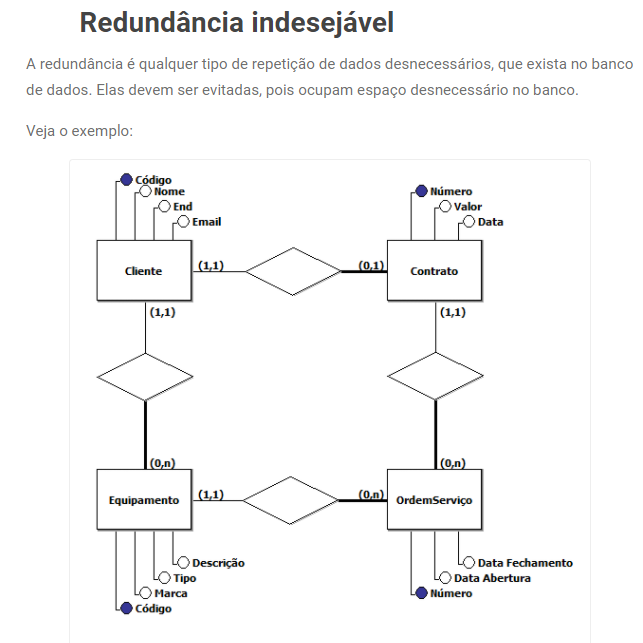 Redundância indesejável
A redundância é qualquer tipo de repetição de dados desnecessários, que exista no banco
de dados. Elas devem ser evitadas, pois ocupam espaço desnecessário no banco.
Veja o exemplo:
Código
Nome
End
Email
Número
Valor
Data
Cliente
(1,1)
(0,1)
Contrato
(1,1)
(1,1)
(0,n)
(0,n)
Equipamento
(1,1)
(0,n)
OrdemServiço
Descrição
Tipo
Marca
Código
Data Fechamento
Data Abertura
Número